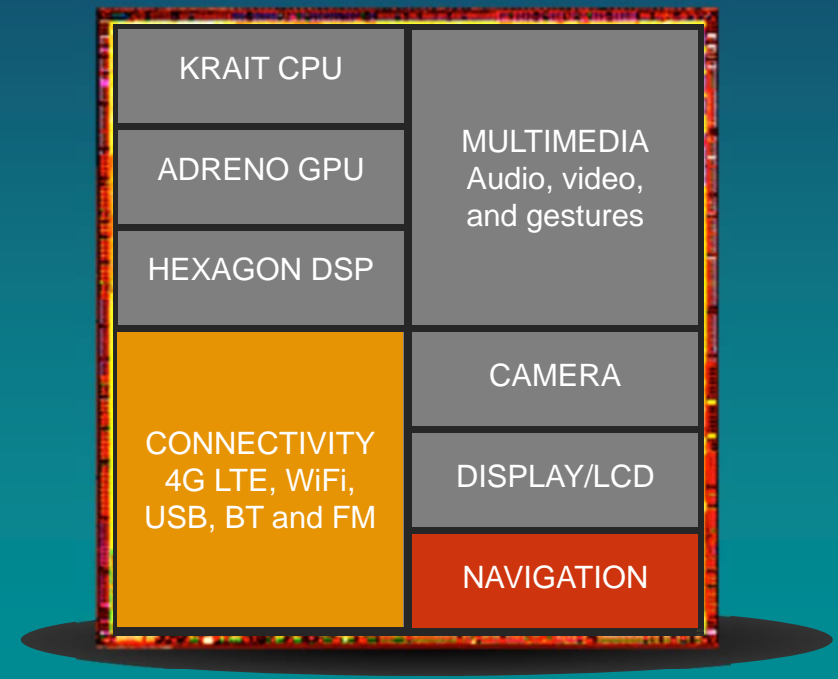 KRAIT CPU
ADRENO GPU
HEXAGON DSP
CONNECTIVITY
4G LTE, WiFi,
USB, BT and FM
MULTIMEDIA
Audio, video,
and gestures
CAMERA
DISPLAY/LCD
NAVIGATION